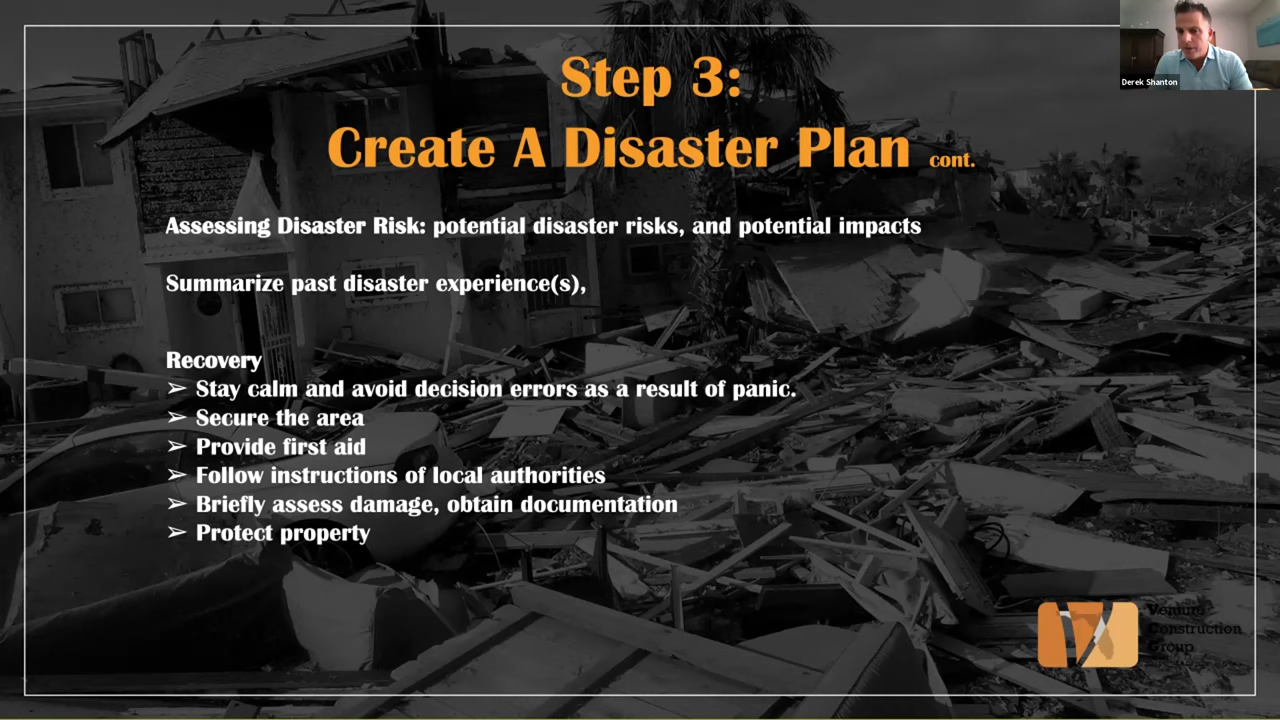 Derek Shanton
Step 3:
Create A Disaster Plan cont.
Assessing Disaster Risk: potential disaster risks, and potential impacts
Summarize past disaster experience(s),
Recovery
➢ Stay calm and avoid decision errors as a result of panic.
➢ Secure the area
➢ Provide first aid
➢ Follow instructions of local authorities
➢ Briefly assess damage, obtain documentation
➢ Protect property
Venture
Construction
Group